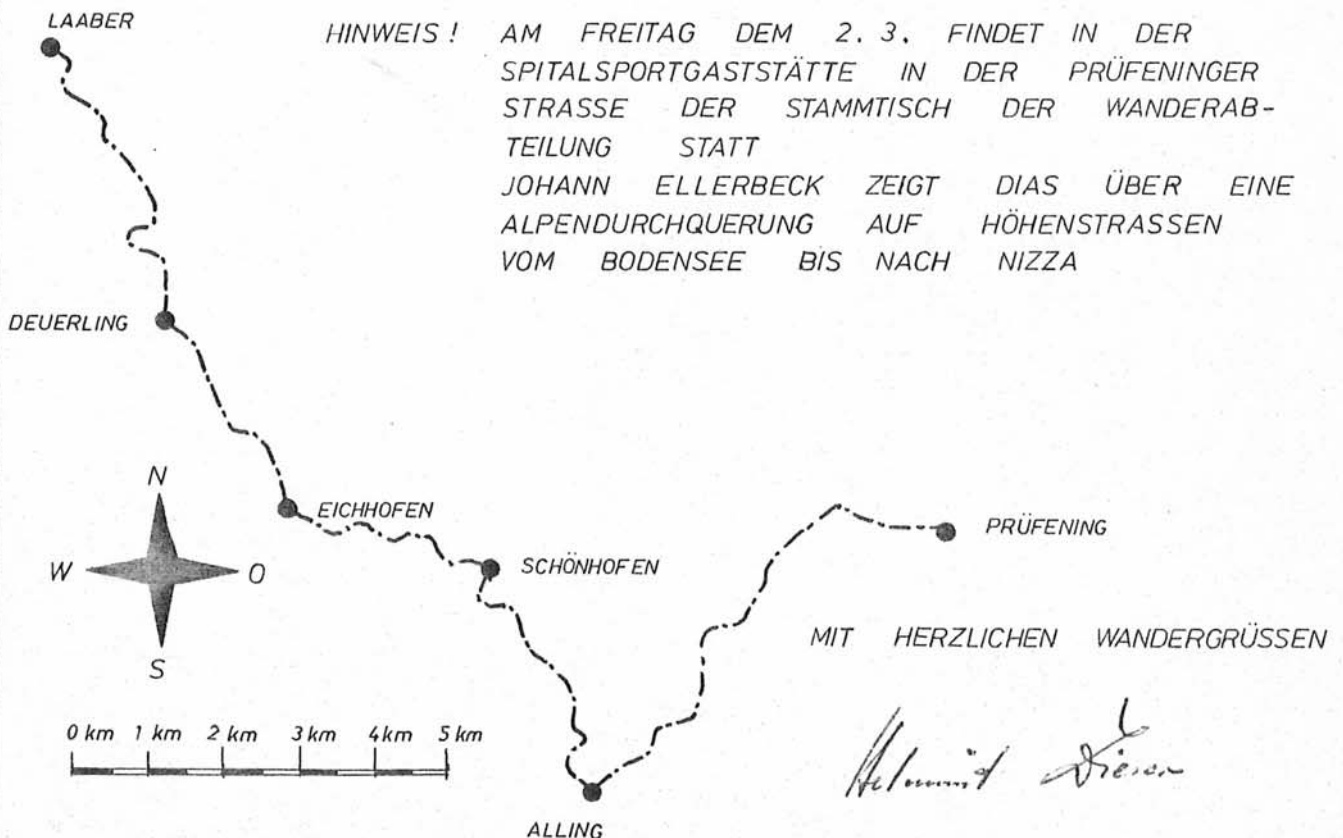 LAABER
HINWEIS ! AM FREITAG DEM 2. 3. FINDET IN DER
SPITALSPORTGASTSTÄTTE IN DER PRÜFENINGER
STRASSE DER STAMMTISCH DER WANDERAB-
TEILUNG STATT
JOHANN ELLERBECK ZEIGT DIAS ÜBER EINE
ALPENDURCHQUERUNG AUF HÖHENSTRASSEN
VOM BODENSEE BIS NACH NIZZA
DEUERLING
N
EICHHOFEN
PRÜFENING
W O
SCHÖNHOFEN
S
MIT HERZLICHEN WANDERGRÜSSEN
0 km 1 km 2 km 3 km 4 km 5 km
Helmut
ALLING